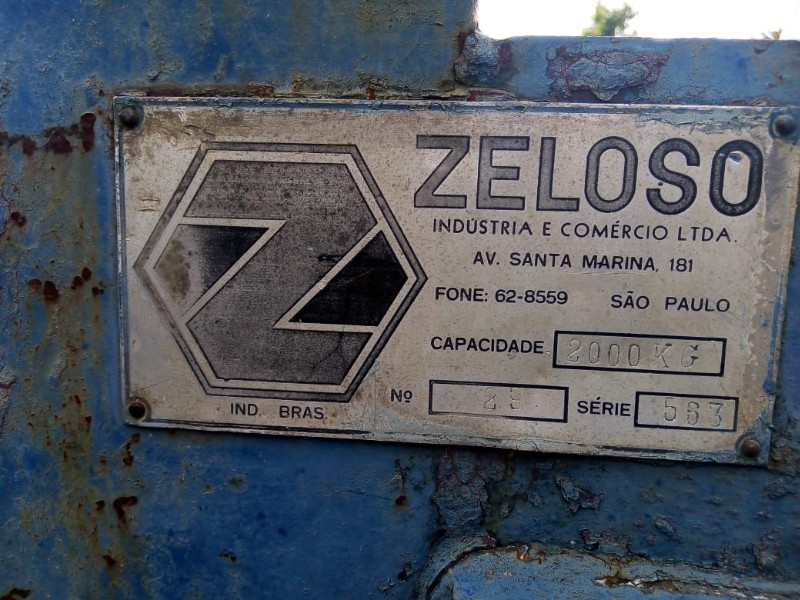 Z
ZELOSO
INDÚSTRIA E COMÉRCIO LTDA.
AV. SANTA MARINA, 181
FONE: 62-8559 SÃO PAULO
CAPACIDADE 2000 KG
Nº 25 SÉRIE 563
IND. BRAS.